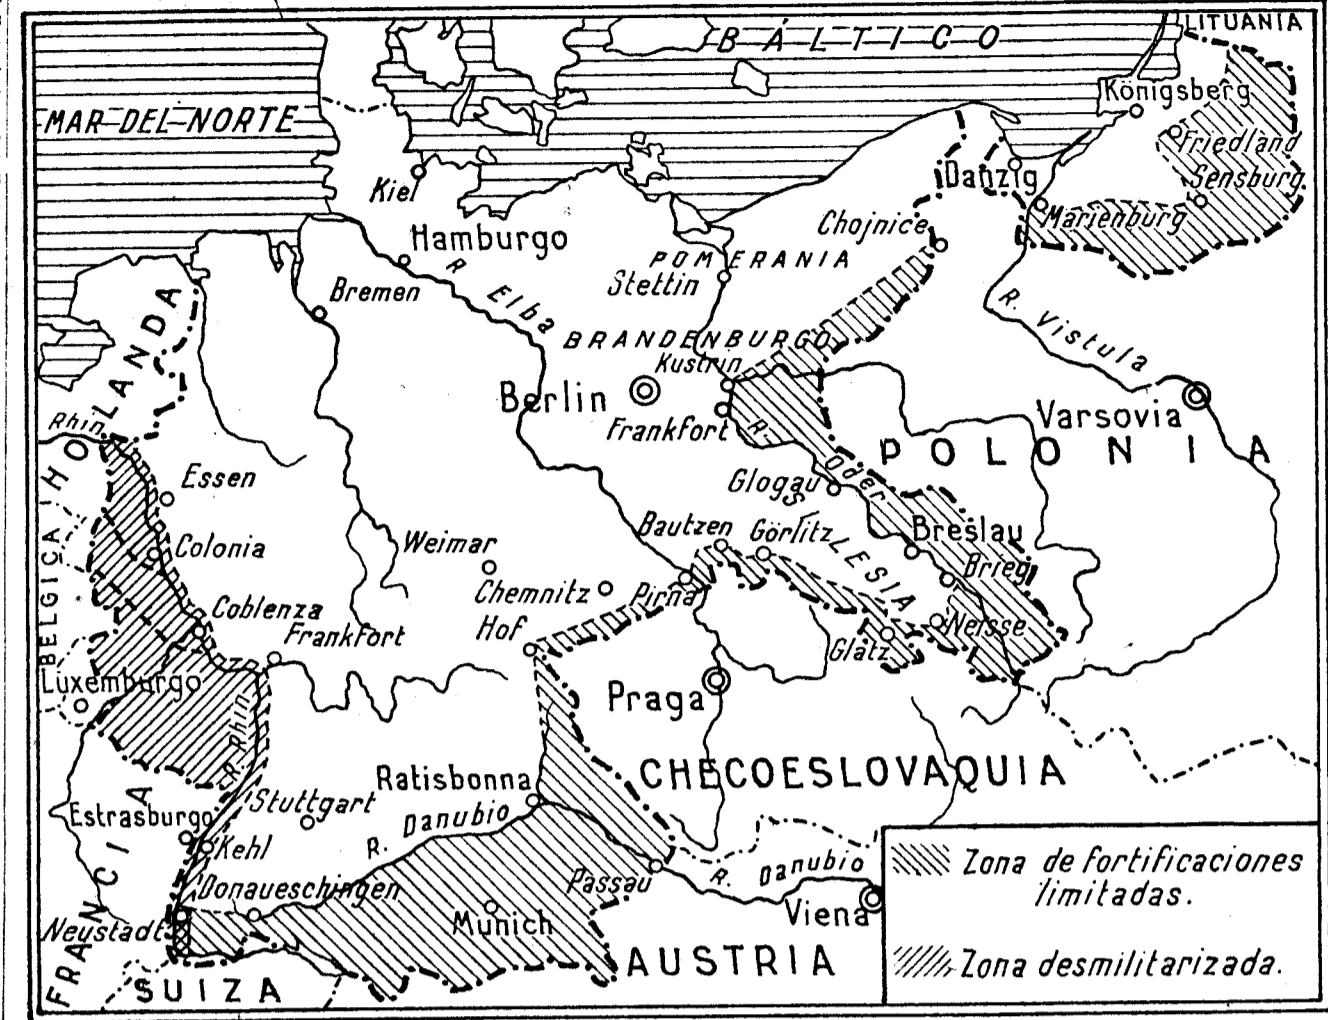 LITUANIA
BÁLTICO
MAR DEL NORTE
Königsberg
Friedland
Sensburg
Kiel
Danzig
Marienburg
Chojnice
Hamburgo
POMERANIA
Stettin
R. Elba
Bremen
R. Vistula
BRANDENBURGO
Kustrin
HOLANDA
Berlin
Frankfort
Varsovia
POLONIA
Rhin
Essen
R. Oder
Glogau
SILESIA
BELGICA
Colonia
Weimar
Bautzen
Görlitz
Breslau
Brieg
Chemnitz
Pirna
Coblenza
Frankfort
Hof
Neisse
Glatz
Luxemburgo
Praga
R. Rhin
CHECOESLOVAQUIA
Ratisbonna
Stuttgart
R. Danubio
Estrasburgo
Kehl
FRANCIA
Donaueschingen
Passau
R. Danubio
Viena
Neustadt
Munich
AUSTRIA
SUIZA
Zona de fortificaciones
limitadas.
Zona desmilitarizada.